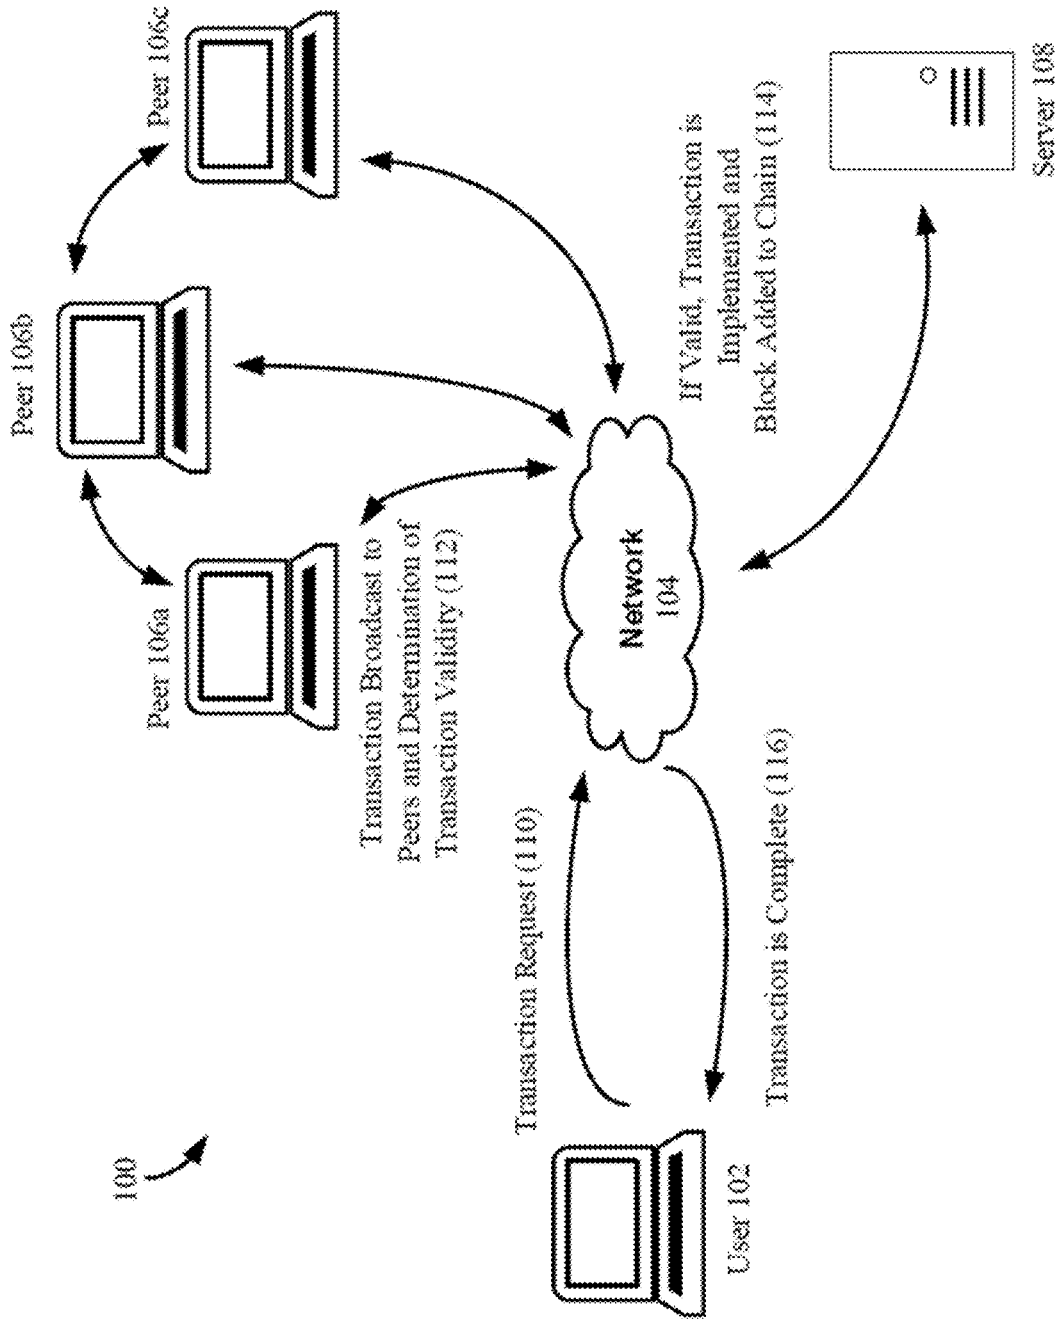 100
Peer 106b
Peer 106a
Peer 106c
Transaction Broadcast to
Peers and Determination of
Transaction Validity (112)
Transaction Request (110)
Network
104
If Valid, Transaction is
Implemented and
Block Added to Chain (114)
User 102
Transaction is Complete (116)
Server 108